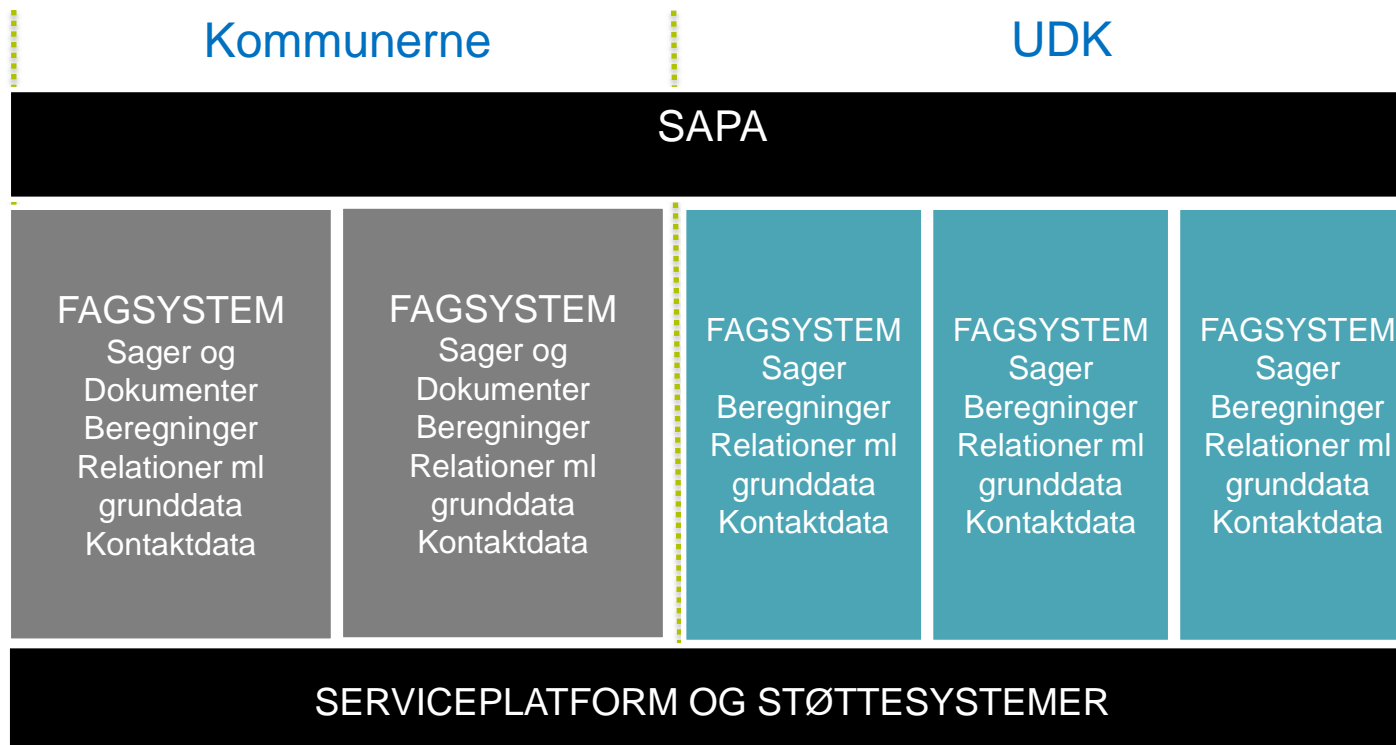 Kommunerne
UDK
SAPA
FAGSYSTEM
Sager og
Dokumenter
Beregninger
Relationer ml
grunddata
Kontaktdata
FAGSYSTEM
Sager og
Dokumenter
Beregninger
Relationer ml
grunddata
Kontaktdata
FAGSYSTEM
Sager
Beregninger
Relationer ml
grunddata
Kontaktdata
FAGSYSTEM
Sager
Beregninger
Relationer ml
grunddata
Kontaktdata
FAGSYSTEM
Sager
Beregninger
Relationer ml
grunddata
Kontaktdata
SERVICEPLATFORM OG STØTTESYSTEMER